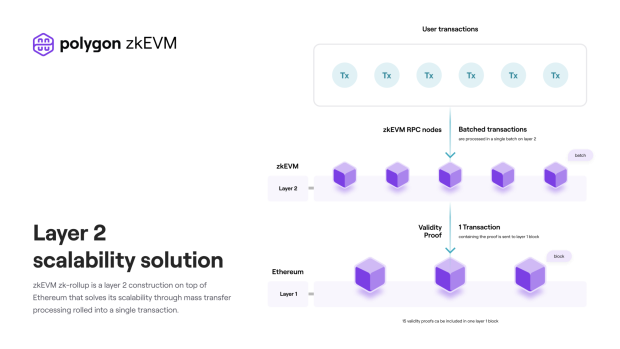 polygon zkEVM
User transactions
Tx Tx Tx Tx Tx Tx
zkEVM RPC nodes
Batched transactions
are processed in a single batch on layer 2
batch
zkEVM
Layer 2
Validity
Proof
1 Transaction
containing the proof is sent to layer 1 block
block
Ethereum
Layer 1
15 validity proofs ca be included in one layer 1 block
Layer 2
scalability solution
zkEVM zk-rollup is a layer 2 construction on top of
Ethereum that solves its scalability through mass transfer
processing rolled into a single transaction.